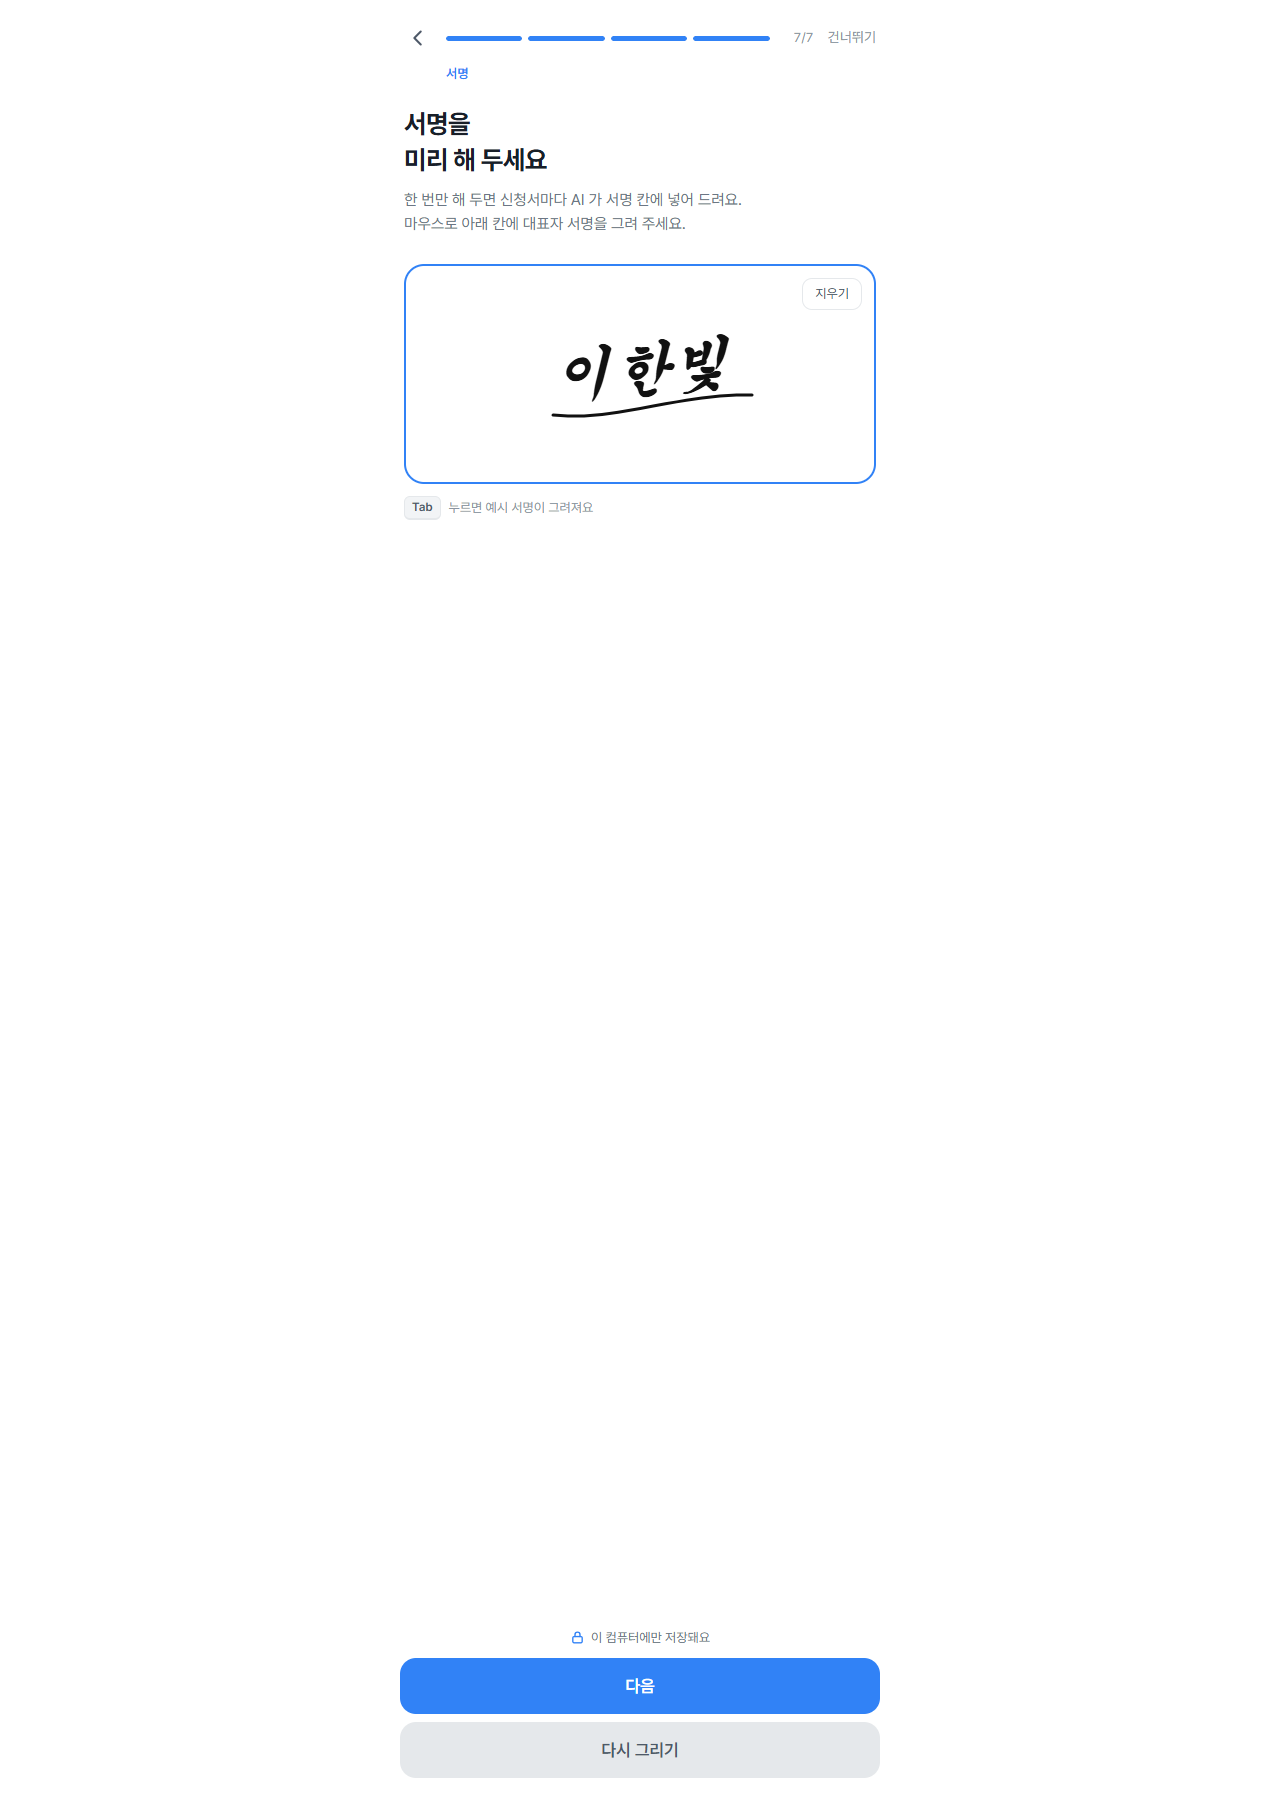 7/7 건너뛰기
서명
서명을
미리 해 두세요
한 번만 해 두면 신청서마다 AI 가 서명 칸에 넣어 드려요.
마우스로 아래 칸에 대표자 서명을 그려 주세요.
지우기
이한빛
Tab 누르면 예시 서명이 그려져요
이 컴퓨터에만 저장돼요
다음
다시 그리기